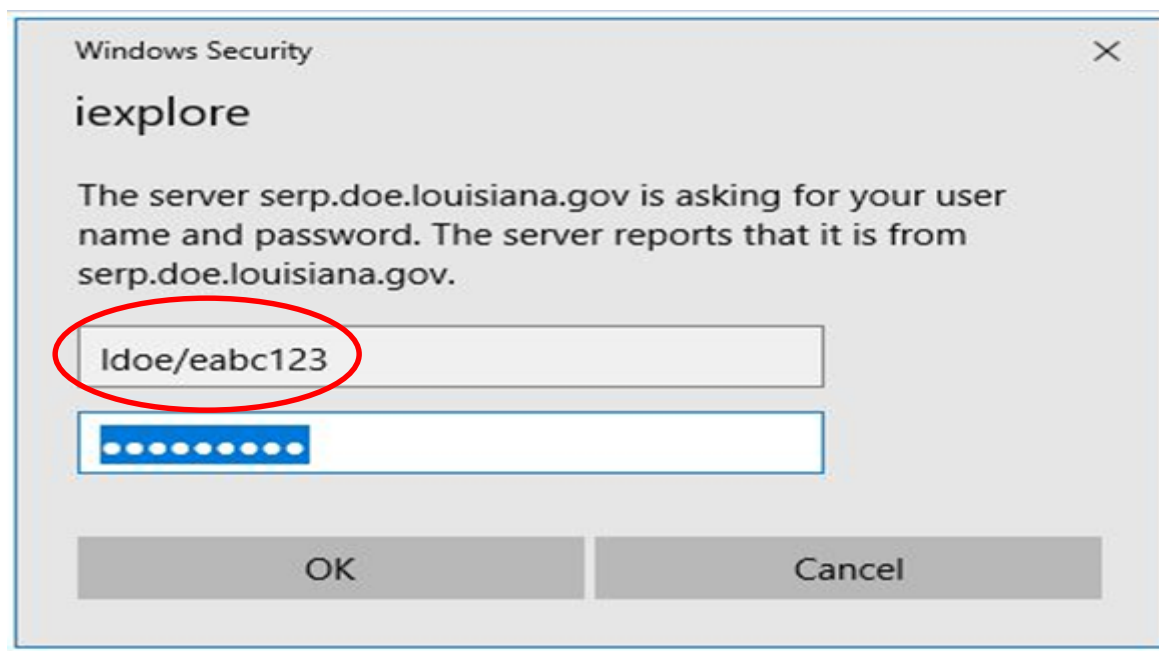 Windows Security
iexplore
The server serp.doe.louisiana.gov is asking for your user
name and password. The server reports that it is from
serp.doe.louisiana.gov.
ldoe/eabc123
OK Cancel